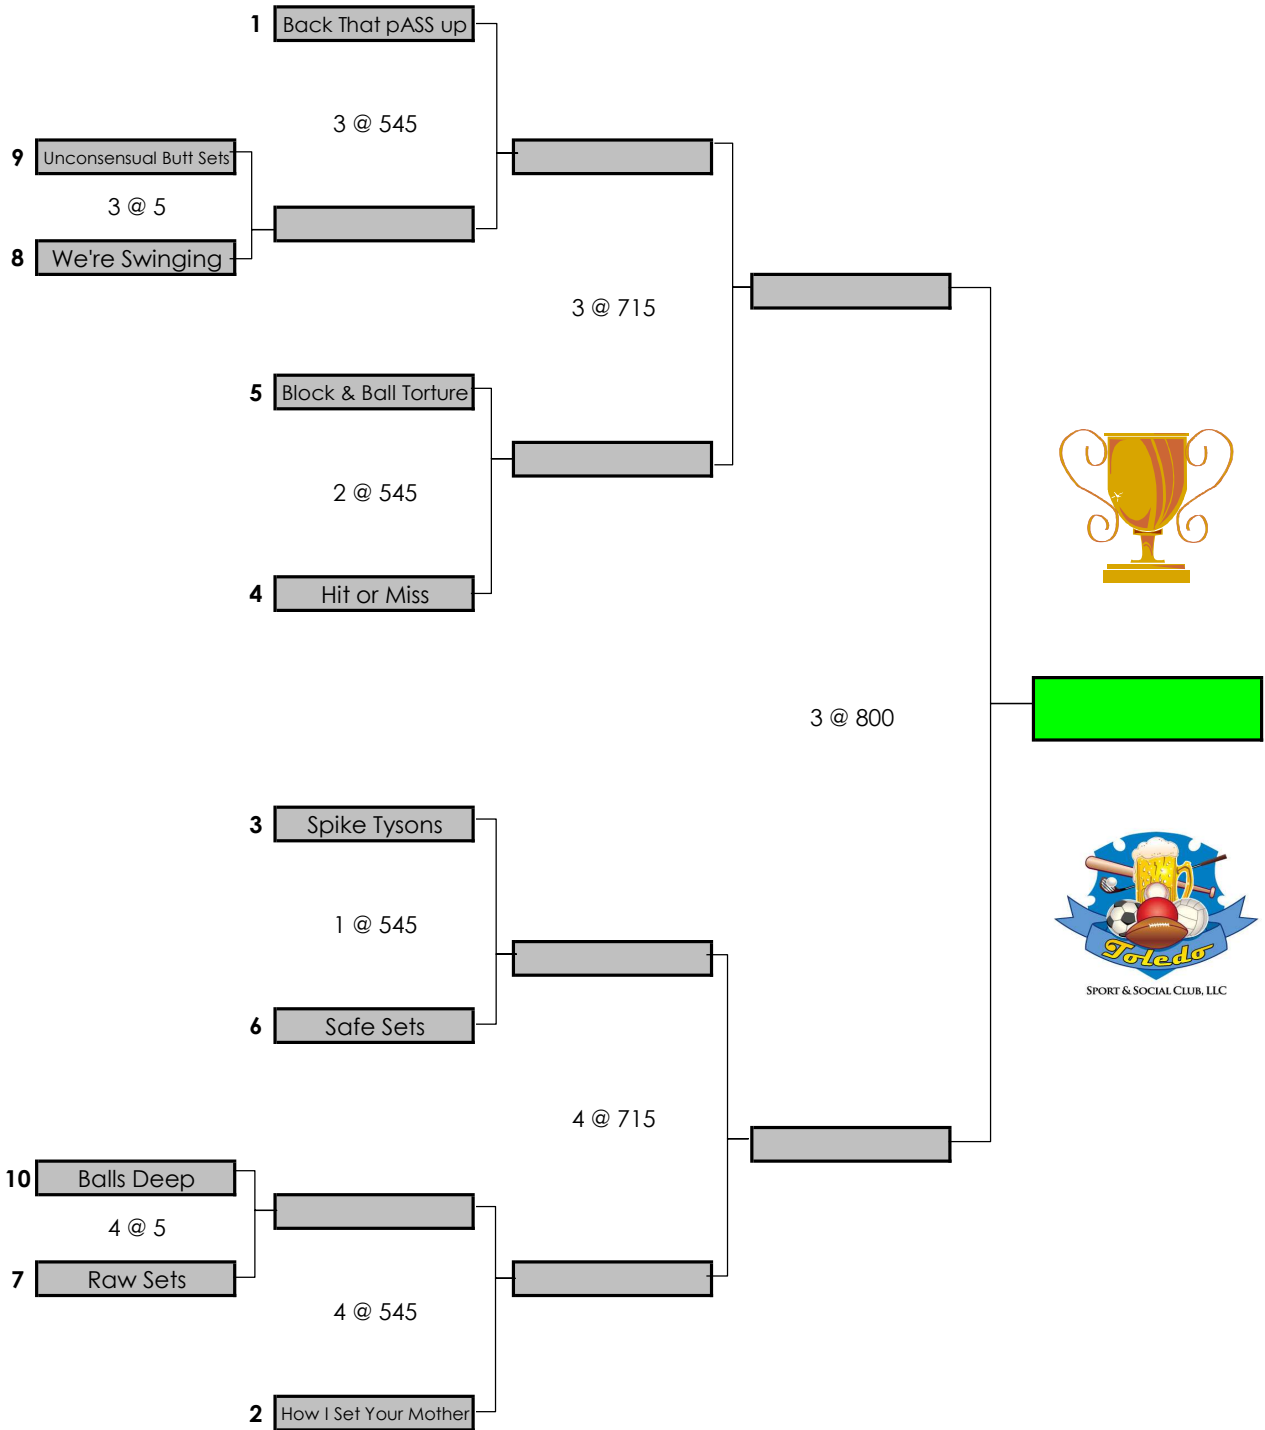 1 Back That pASS up
3 @ 545
9 Unconsensual Butt Sets
3 @ 5
8 We're Swinging
3 @ 715
5 Block & Ball Torture
2 @ 545
4 Hit or Miss
3 @ 800
3 Spike Tysons
1 @ 545
Toledo
SPORT & SOCIAL CLUB, LLC
6 Safe Sets
4 @ 715
10 Balls Deep
4 @ 5
7 Raw Sets
4 @ 545
2 How I Set Your Mother